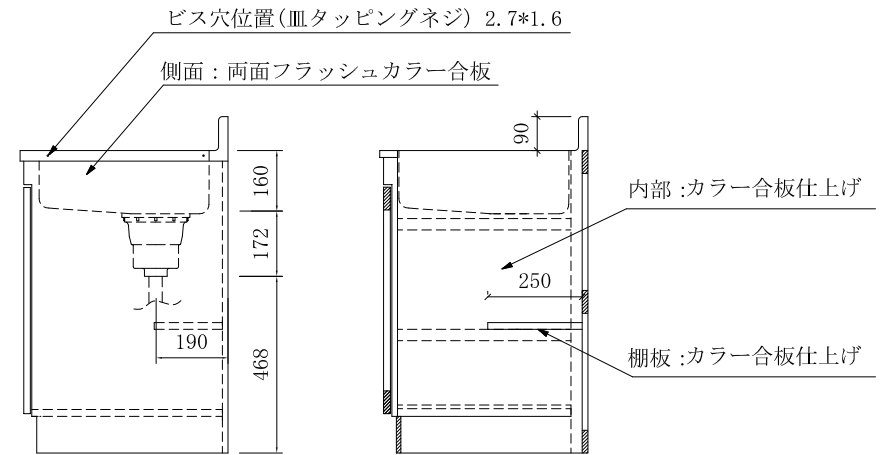 ビス穴位置(皿タッピングネジ) 2.7*1.6
側面：両面フラッシュカラー合板
90
160
内部：カラー合板仕上げ
172
250
190
468
棚板：カラー合板仕上げ